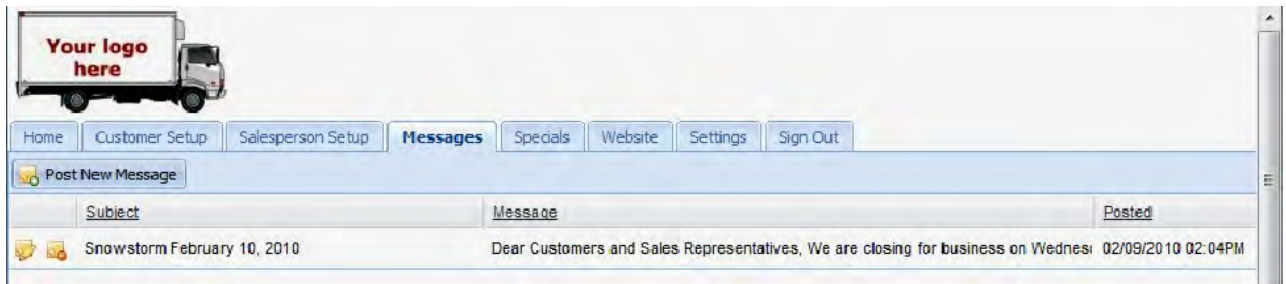 Your logo
here
Home Customer Setup Salesperson Setup Messages Specials Website Settings Sign Out
Post New Message
Subject Message Posted
Snowstorm February 10, 2010 Dear Customers and Sales Representatives, We are closing for business on Wednes 02/09/2010 02:04PM